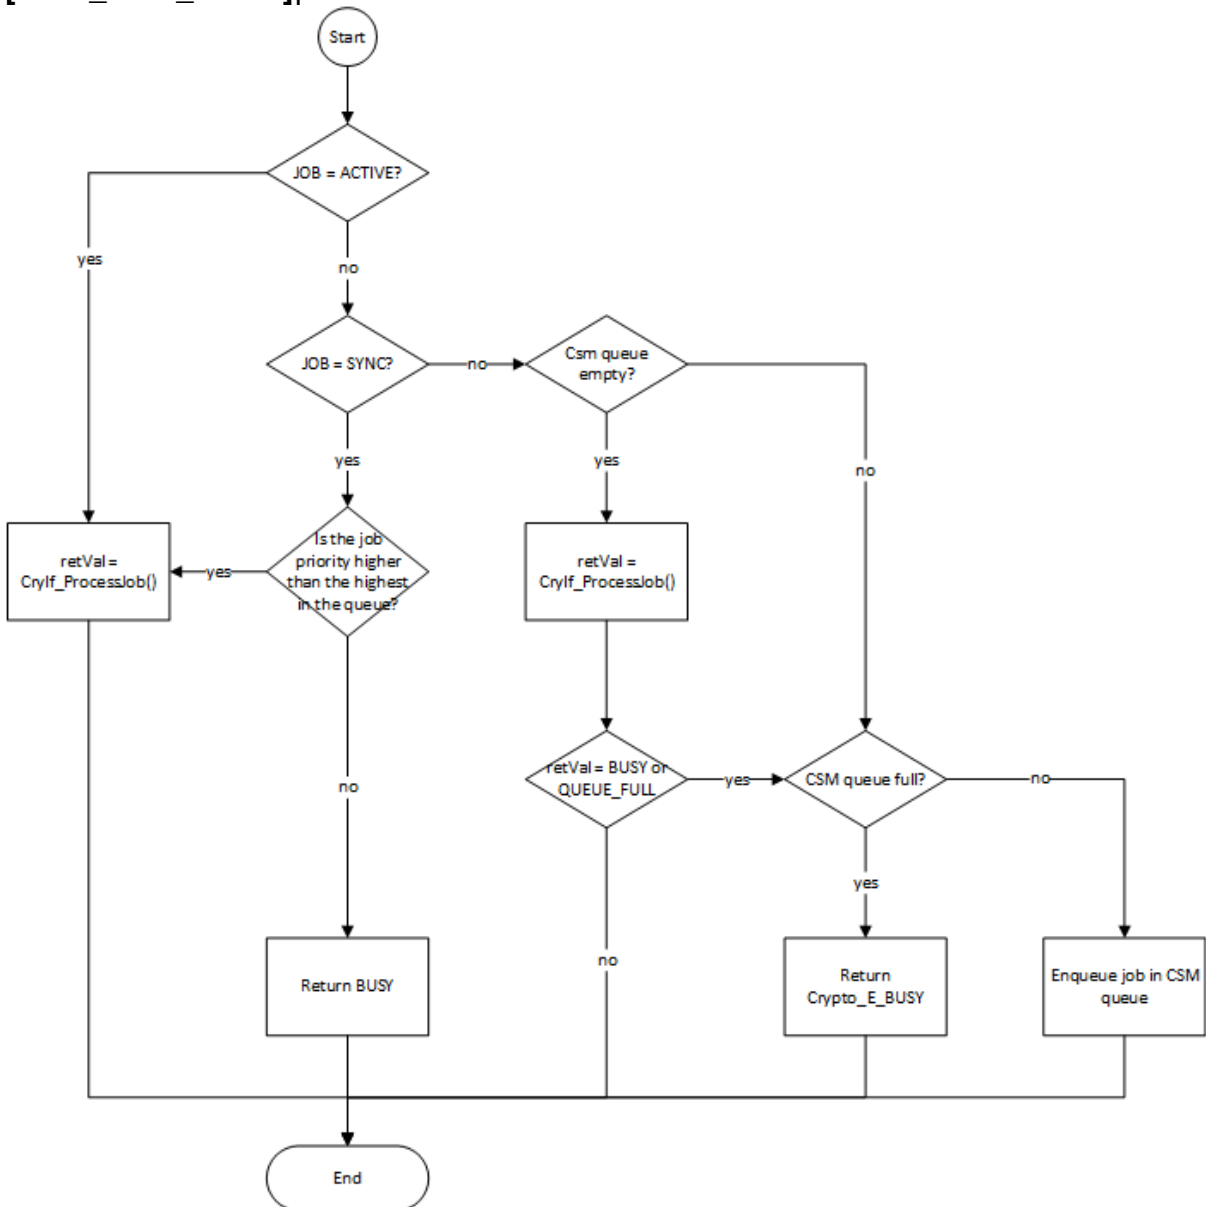 Start
JOB = ACTIVE?
yes
no
JOB = SYNC?
no
Csm queue
empty?
yes
yes
no
retVal =
CryIf_ProcessJob()
yes
Is the job
priority higher
than the highest
in the queue?
retVal =
CryIf_ProcessJob()
no
retVal = BUSY or
QUEUE_FULL
yes
CSM queue full?
no
yes
no
Return BUSY
Return
Crypto_E_BUSY
Enqueue job in CSM
queue
End